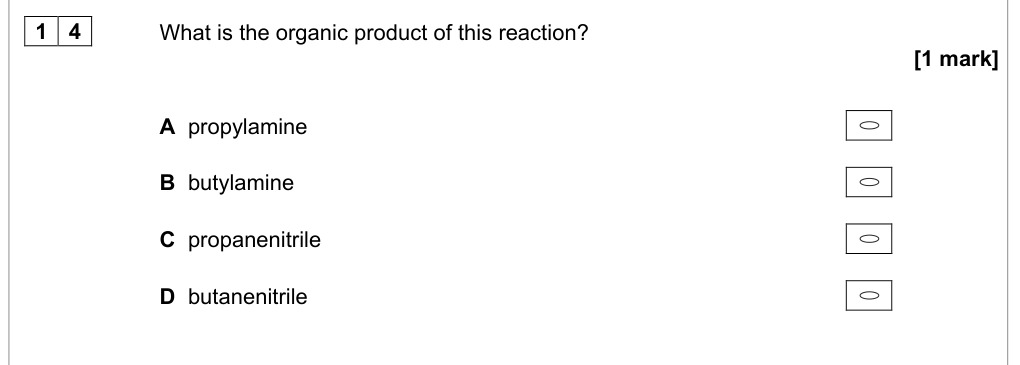 1 4 What is the organic product of this reaction?
[1 mark]
A propylamine
B butylamine
C propanenitrile
D butanenitrile